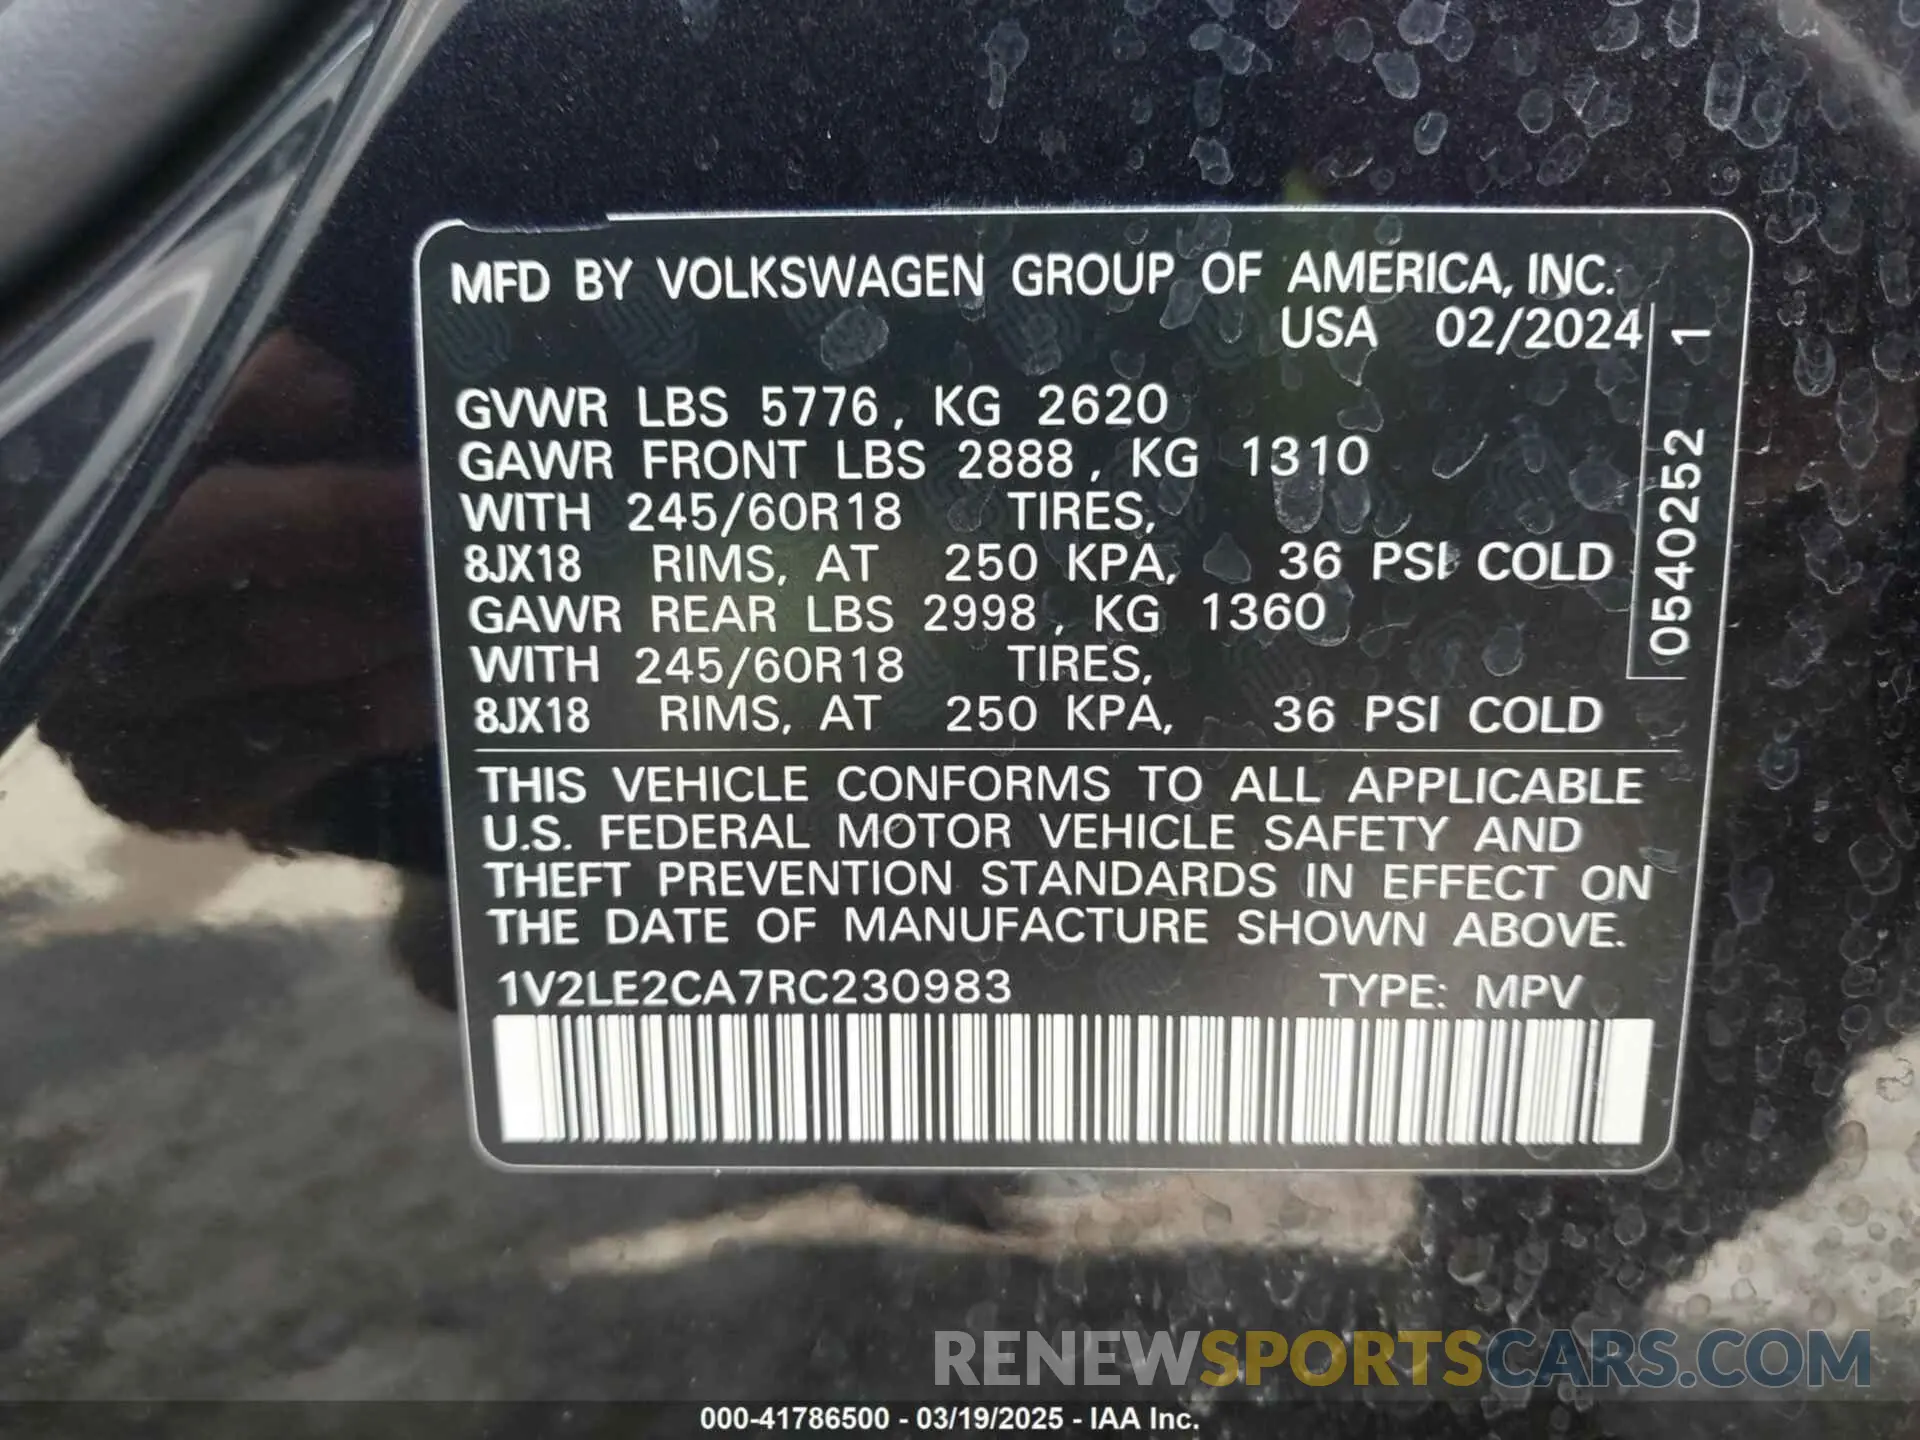 MFD BY VOLKSWAGEN GROUP OF AMERICA, INC.
USA 02/2024
GVWR LBS 5776, KG 2620
GAWR FRONT LBS 2888, KG 1310
WITH 245/60R18 TIRES,
8JX18 RIMS, AT 250 KPA, 36 PSI COLD
GAWR REAR LBS 2998, KG 1360
WITH 245/60R18 TIRES,
8JX18 RIMS, AT 250 KPA, 36 PSI COLD
0540252 1
THIS VEHICLE CONFORMS TO ALL APPLICABLE
U.S. FEDERAL MOTOR VEHICLE SAFETY AND
THEFT PREVENTION STANDARDS IN EFFECT ON
THE DATE OF MANUFACTURE SHOWN ABOVE.
1V2LE2CA7RC230983 TYPE: MPV
RENEWSPORTSCARS.COM
000-41786500 - 03/19/2025 - IAA Inc.